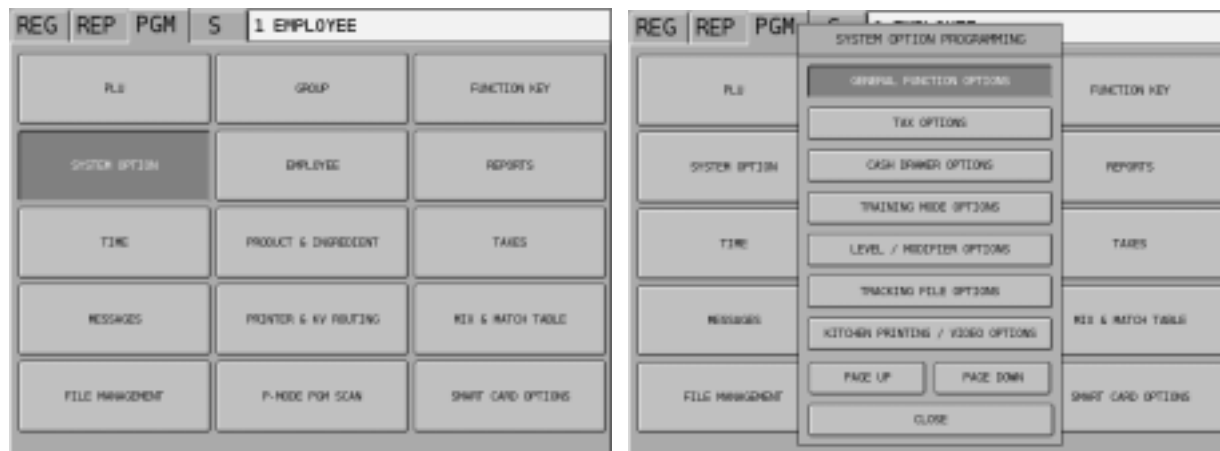 REG REP PGM S 1 EMPLOYEE
PLU GROUP FUNCTION KEY
SYSTEM OPTION EMPLOYEE REPORTS
TIME PRODUCT & INGREDIENT TAXES
MESSAGES PRINTER & KV ROUTING MIX & MATCH TABLE
FILE MANAGEMENT P-MODE PGM SCAN SMART CARD OPTIONS
REG REP PGM
SYSTEM OPTION PROGRAMMING
PLU GENERAL FUNCTION OPTIONS FUNCTION KEY
TAX OPTIONS
SYSTEM OPTION CASH DRAWER OPTIONS REPORTS
TRAINING MODE OPTIONS
TIME LEVEL / MODIFIER OPTIONS TAXES
TRACKING FILE OPTIONS
MESSAGES KITCHEN PRINTING / VIDEO OPTIONS MIX & MATCH TABLE
PAGE UP PAGE DOWN
FILE MANAGEMENT SMART CARD OPTIONS
CLOSE